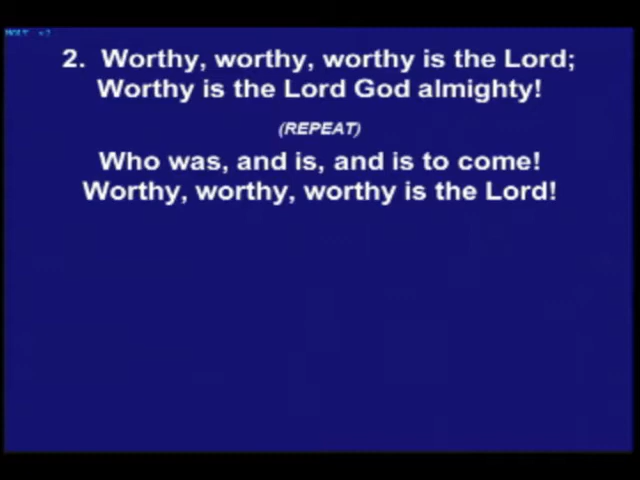 HOLY
2. Worthy, worthy, worthy is the Lord;
Worthy is the Lord God almighty!
(REPEAT)
Who was, and is, and is to come!
Worthy, worthy, worthy is the Lord!